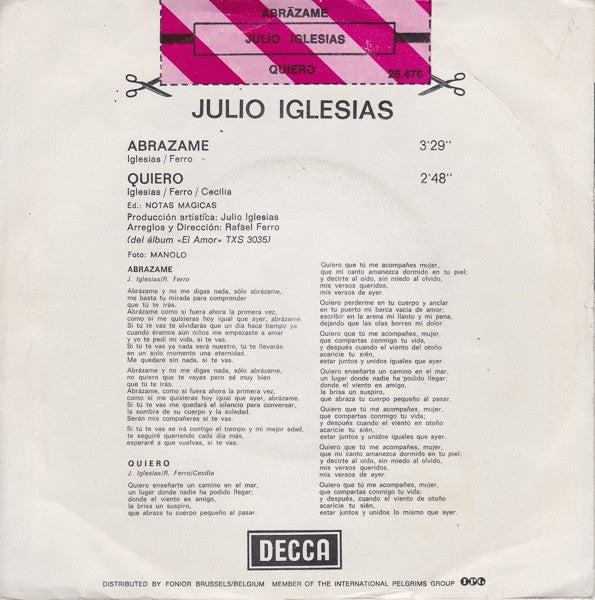 ABRÁZAME
JULIO IGLESIAS
QUIERO
26.476
JULIO IGLESIAS
ABRAZAME 3'29''
Iglesias / Ferro
QUIERO 2'48''
Iglesias / Ferro / Cecilia
Ed.: NOTAS MAGICAS
Producción artística: Julio Iglesias
Arreglos y Dirección: Rafael Ferro
(del álbum «El Amor» TXS 3035)
Foto: MANOLO
ABRAZAME
J. Iglesias/R. Ferro
Abrázame y no me digas nada, sólo abrázame,
me basta tu mirada para comprender
que tú te irás.
Abrázame como si fuera ahora la primera vez,
como si me quisieras hoy igual que ayer, abrázame.
Si tú te vas te olvidarás que un día hace tiempo ya
cuando éramos aún niños me empezaste a amar
y yo te pedí mi vida, si te vas.
Si tú te vas ya nada será nuestro, tú te llevarás
en un solo momento una eternidad.
Me quedaré sin nada, si te vas.
Abrázame y no me digas nada, sólo abrázame,
no quiero que te vayas pero sé muy bien
que tú te irás.
Abrázame, como si fuera ahora la primera vez,
como si me quisieras hoy igual que ayer, abrázame.
Si tú te vas me quedará el silencio para conversar,
la sombra de su cuerpo y la soledad.
Serán mis compañeras si te vas.
Si tú te vas se irá contigo el tiempo y mi mejor edad,
te seguiré queriendo cada día más,
esperaré a que vuelvas, si te vas.
QUIERO
J. Iglesias/R. Ferro/Cecilia
Quiero enseñarte un camino en el mar,
un lugar donde nadie ha podido llegar;
donde el viento es amigo,
la brisa un suspiro,
que abraza tu cuerpo pequeño al pasar.
Quiero que tú me acompañes mujer,
que mi canto amanezca dormido en tu piel;
y decirte al oído, sin miedo al olvido,
mis versos queridos,
mis versos de ayer.
Quiero perderme en tu cuerpo y anclar
en tu puerto mi barca vacía de amor;
escribir en la arena mi llanto y mi pena,
dejando que las olas borren mi dolor.
Quiero que tú me acompañes, mujer,
que compartas conmigo tu vida;
y después cuando el viento del otoño
acaricie tu sién,
estar juntos y unidos iguales que ayer.
Quiero enseñarte un camino en el mar,
un lugar donde nadie ha podido llegar;
donde el viento es amigo,
la brisa un suspiro,
que abraza tu cuerpo pequeño al pasar.
Quiero que tú me acompañes, mujer,
que compartas conmigo tu vida;
y después cuando el viento en otoño
acaricie tu sién,
estar juntos y unidos iguales que ayer.
Quiero que tú me acompañes, mujer,
que mi canto amanezca dormido en tu piel;
y decirte al oído, sin miedo al olvido,
mis versos queridos,
mis versos de ayer.
Quiero que tú me acompañes, mujer,
que compartas conmigo tu vida;
y después, cuando el viento de otoño
acaricie tu sién,
estar juntos y unidos lo mismo que ayer.
DECCA
DISTRIBUTED BY FONIOR BRUSSELS/BELGIUM MEMBER OF THE INTERNATIONAL PELGRIMS GROUP IPG